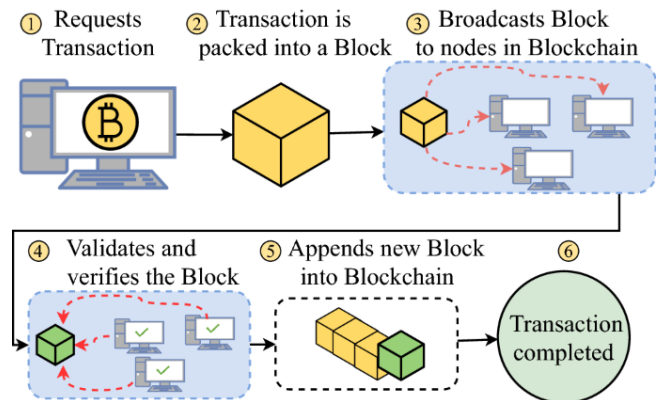 ① Requests
Transaction
② Transaction is
packed into a Block
③ Broadcasts Block
to nodes in Blockchain
④ Validates and
verifies the Block
⑤ Appends new Block
into Blockchain
⑥
Transaction
completed